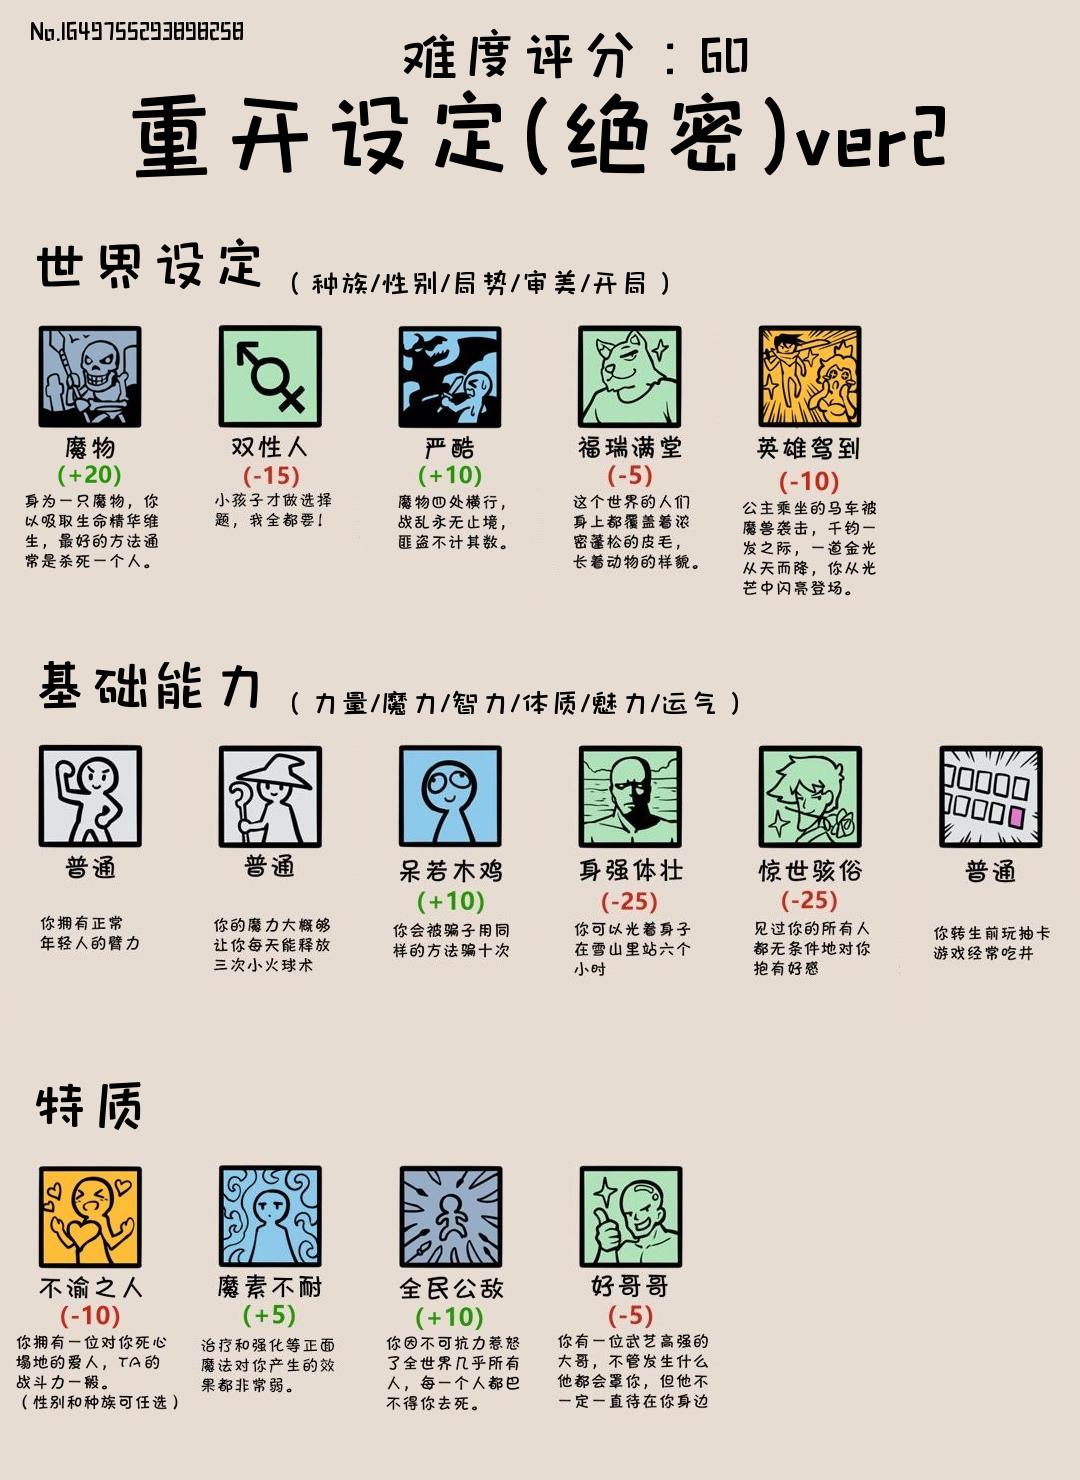 No.1649755293898258
难度评分：60
重开设定(绝密)ver2
世界设定（种族/性别/局势/审美/开局）
魔物
(+20)
身为一只魔物，你
以吸取生命精华维
生，最好的方法通
常是杀死一个人。
双性人
(-15)
小孩子才做选择
题，我全都要！
严酷
(+10)
魔物四处横行，
战乱永无止境，
匪盗不计其数。
福瑞满堂
(-5)
这个世界的人们
身上都覆盖着浓
密蓬松的皮毛，
长着动物的样貌。
英雄驾到
(-10)
公主乘坐的马车被
魔兽袭击，千钧一
发之际，一道金光
从天而降，你从光
芒中闪亮登场。
基础能力（力量/魔力/智力/体质/魅力/运气）
普通
你拥有正常
年轻人的臂力
普通
你的魔力大概够
让你每天能释放
三次小火球术
呆若木鸡
(+10)
你会被骗子用同
样的方法骗十次
身强体壮
(-25)
你可以光着身子
在雪山里站六个
小时
惊世骇俗
(-25)
见过你的所有人
都无条件地对你
抱有好感
普通
你转生前玩抽卡
游戏经常吃井
特质
不渝之人
(-10)
你拥有一位对你死心
塌地的爱人，TA的
战斗力一般。
（性别和种族可任选）
魔素不耐
(+5)
治疗和强化等正面
魔法对你产生的效
果都非常弱。
全民公敌
(+10)
你因不可抗力惹怒
了全世界几乎所有
人，每一个人都巴
不得你去死。
好哥哥
(-5)
你有一位武艺高强的
大哥，不管发生什么
他都会罩你，但他不
一定一直待在你身边